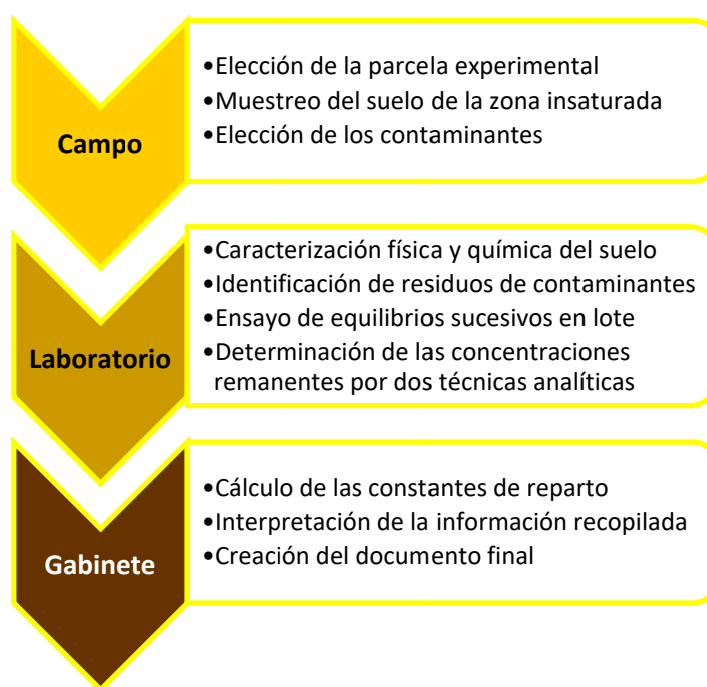 Campo
•Elección de la parcela experimental
•Muestreo del suelo de la zona insaturada
•Elección de los contaminantes
Laboratorio
•Caracterización física y química del suelo
•Identificación de residuos de contaminantes
•Ensayo de equilibrios sucesivos en lote
•Determinación de las concentraciones
remanentes por dos técnicas analíticas
Gabinete
•Cálculo de las constantes de reparto
•Interpretación de la información recopilada
•Creación del documento final